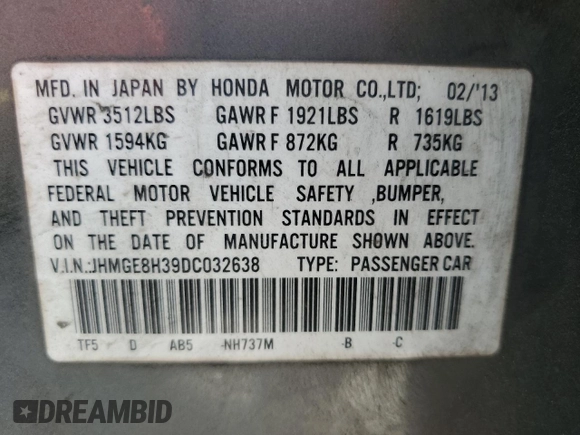 MFD. IN JAPAN BY HONDA MOTOR CO.,LTD; 02/'13
GVWR 3512LBS GAWR F 1921LBS R 1619LBS
GVWR 1594KG GAWR F 872KG R 735KG
THIS VEHICLE CONFORMS TO ALL APPLICABLE
FEDERAL MOTOR VEHICLE SAFETY ,BUMPER,
AND THEFT PREVENTION STANDARDS IN EFFECT
ON THE DATE OF MANUFACTURE SHOWN ABOVE.
V.I.N.:JHMGE8H39DC032638 TYPE: PASSENGER CAR
TF5 D AB5 -NH737M -B -C
DREAMBID